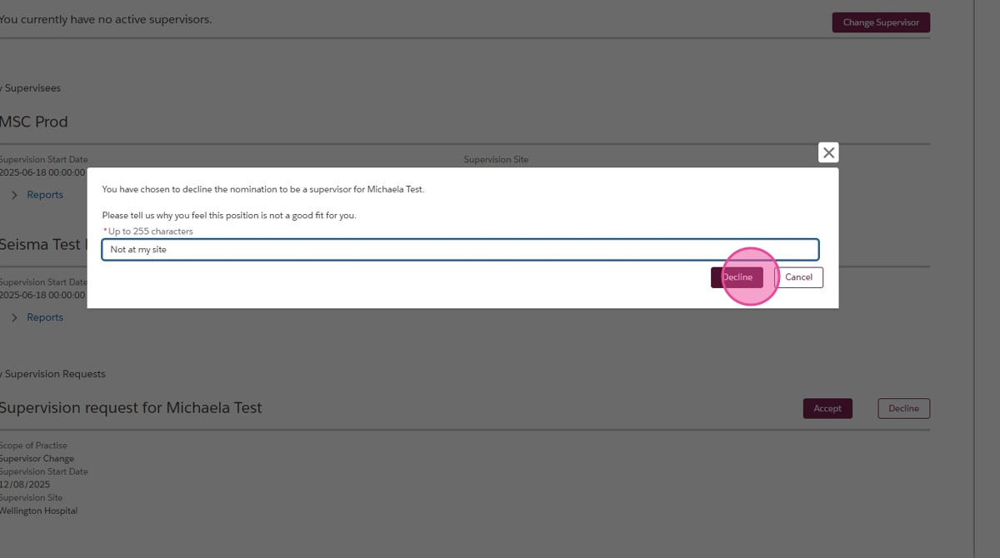 You currently have no active supervisors.
Change Supervisor
Supervisees
MSC Prod
Supervision Start Date
Supervision Site
2025-06-18 00:00:00
You have chosen to decline the nomination to be a supervisor for Michaela Test.
Reports
Please tell us why you feel this position is not a good fit for you.
*Up to 255 characters
Seisma Test
Not at my site
Decline
Cancel
Supervision Start Date
2025-06-18 00:00:00
Reports
Supervision Requests
Supervision request for Michaela Test
Accept
Decline
Scope of Practise
Supervisor Change
Supervision Start Date
12/08/2025
Supervision Site
Wellington Hospital